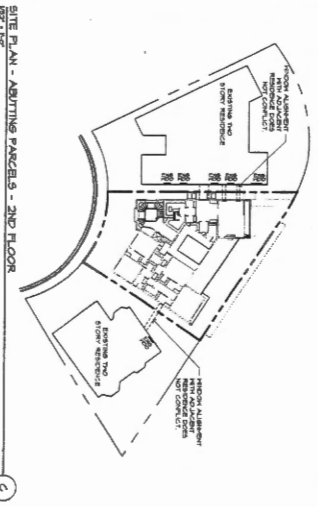 WINDOW ALIGNMENT
WITH ADJACENT
RESIDENCE DOES
NOT CONFLICT.
EXISTING TWO
STORY RESIDENCE
WINDOW ALIGNMENT
WITH ADJACENT
RESIDENCE DOES
NOT CONFLICT.
EXISTING TWO
STORY RESIDENCE
SITE PLAN - ABUTTING PARCELS - 2ND FLOOR